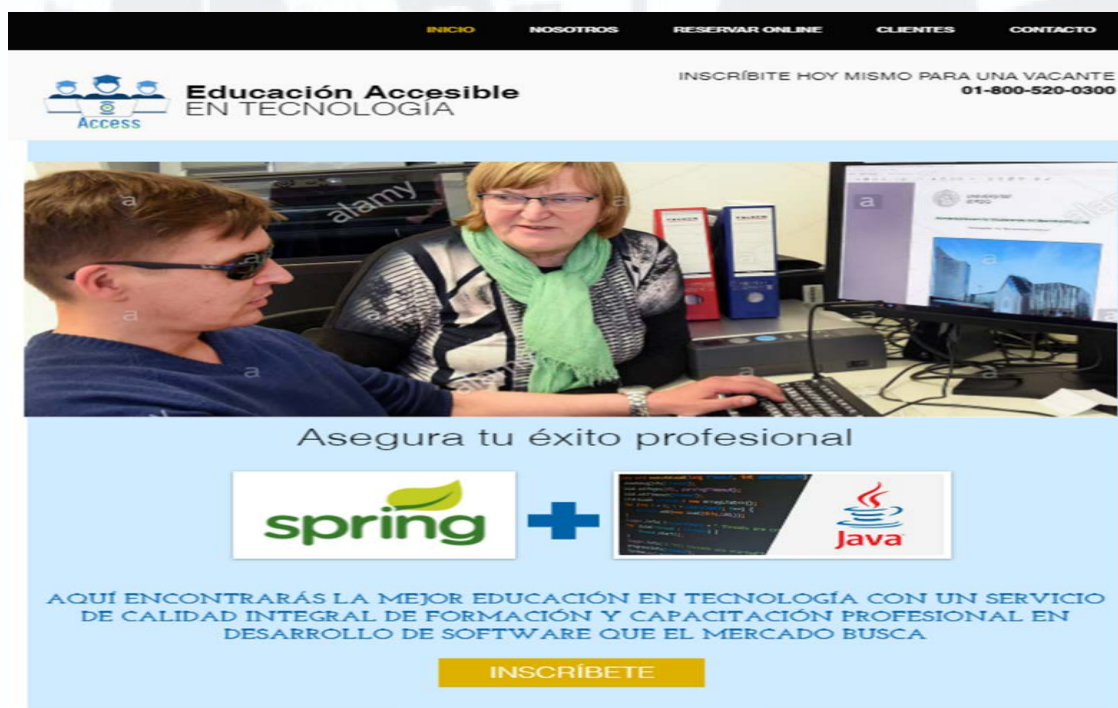 INICIO NOSOTROS RESERVAR ONLINE CLIENTES CONTACTO
INSCRÍBITE HOY MISMO PARA UNA VACANTE
01-800-520-0300
Educación Accesible
EN TECNOLOGÍA
Access
alamy
a
a
a
a
a
a
Asegura tu éxito profesional
spring
Java
AQUÍ ENCONTRARÁS LA MEJOR EDUCACIÓN EN TECNOLOGÍA CON UN SERVICIO
DE CALIDAD INTEGRAL DE FORMACIÓN Y CAPACITACIÓN PROFESIONAL EN
DESARROLLO DE SOFTWARE QUE EL MERCADO BUSCA
INSCRÍBETE